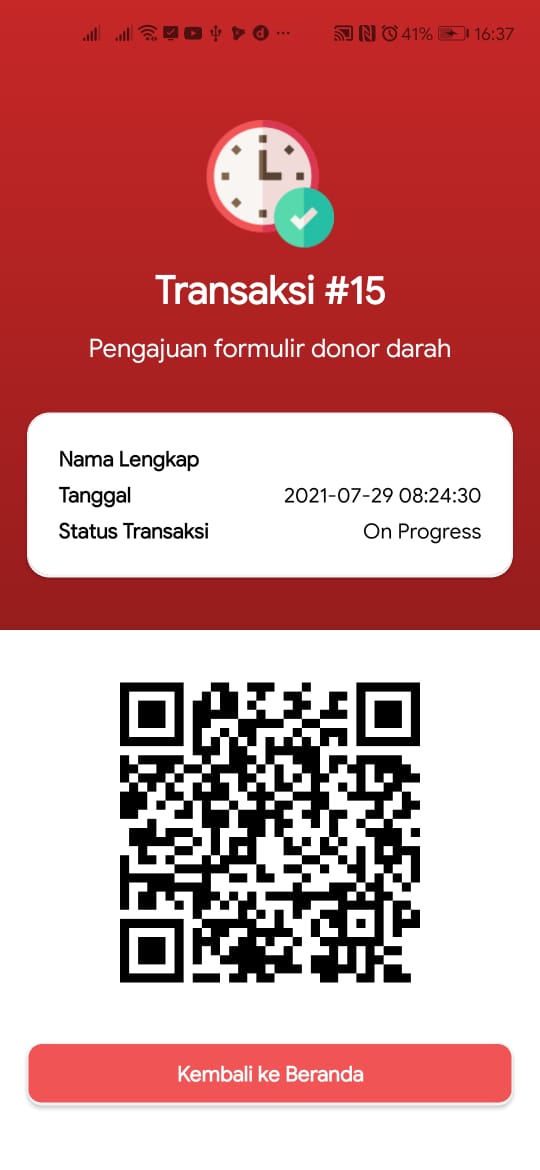 41% 16:37
Transaksi #15
Pengajuan formulir donor darah
Nama Lengkap
Tanggal 2021-07-29 08:24:30
Status Transaksi On Progress
Kembali ke Beranda